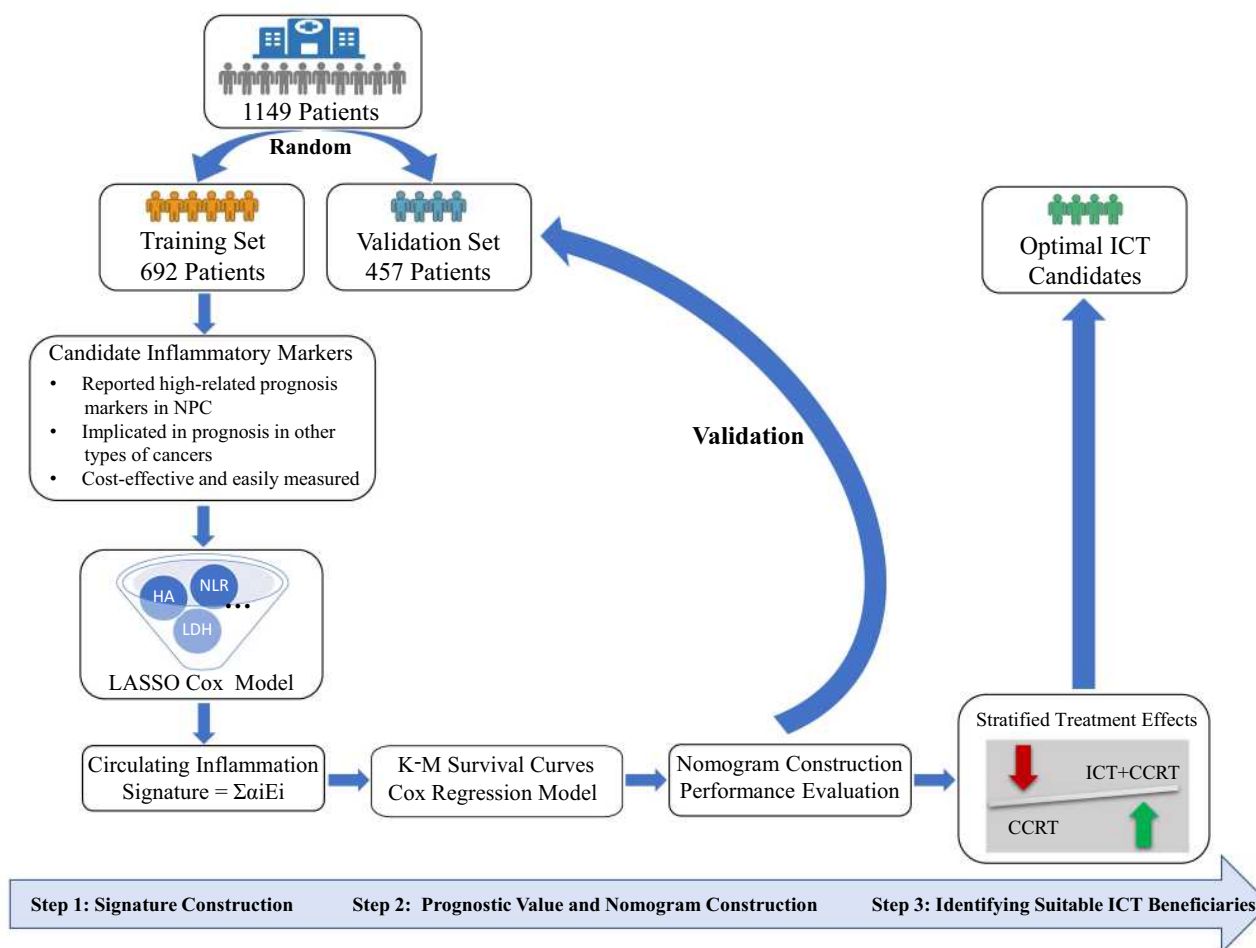 1149 Patients
Random
Training Set
692 Patients
Validation Set
457 Patients
Optimal ICT
Candidates
Candidate Inflammatory Markers
• Reported high-related prognosis
markers in NPC
• Implicated in prognosis in other
types of cancers
• Cost-effective and easily measured
Validation
HA
NLR
...
LDH
LASSO Cox Model
Circulating Inflammation
Signature = ΣαiEi
K-M Survival Curves
Cox Regression Model
Nomogram Construction
Performance Evaluation
Stratified Treatment Effects
ICT+CCRT
CCRT
Step 1: Signature Construction
Step 2: Prognostic Value and Nomogram Construction
Step 3: Identifying Suitable ICT Beneficiaries